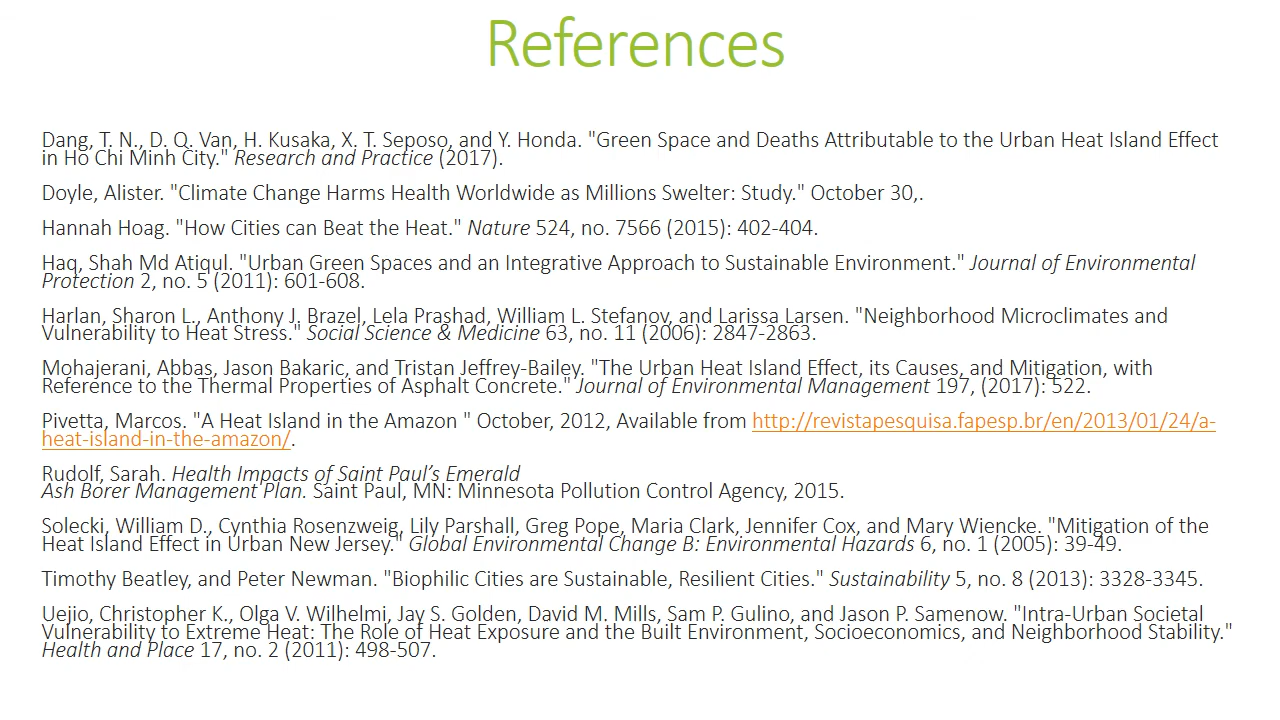 References
Dang, T. N., D. Q. Van, H. Kusaka, X. T. Seposo, and Y. Honda. "Green Space and Deaths Attributable to the Urban Heat Island Effect
in Ho Chi Minh City." Research and Practice (2017).
Doyle, Alister. "Climate Change Harms Health Worldwide as Millions Swelter: Study." October 30,.
Hannah Hoag. "How Cities can Beat the Heat." Nature 524, no. 7566 (2015): 402-404.
Haq, Shah Md Atiqul. "Urban Green Spaces and an Integrative Approach to Sustainable Environment." Journal of Environmental
Protection 2, no. 5 (2011): 601-608.
Harlan, Sharon L., Anthony J. Brazel, Lela Prashad, William L. Stefanov, and Larissa Larsen. "Neighborhood Microclimates and
Vulnerability to Heat Stress." Social Science & Medicine 63, no. 11 (2006): 2847-2863.
Mohajerani, Abbas, Jason Bakaric, and Tristan Jeffrey-Bailey. "The Urban Heat Island Effect, its Causes, and Mitigation, with
Reference to the Thermal Properties of Asphalt Concrete." Journal of Environmental Management 197, (2017): 522.
Pivetta, Marcos. "A Heat Island in the Amazon " October, 2012, Available from http://revistapesquisa.fapesp.br/en/2013/01/24/a-
heat-island-in-the-amazon/.
Rudolf, Sarah. Health Impacts of Saint Paul’s Emerald
Ash Borer Management Plan. Saint Paul, MN: Minnesota Pollution Control Agency, 2015.
Solecki, William D., Cynthia Rosenzweig, Lily Parshall, Greg Pope, Maria Clark, Jennifer Cox, and Mary Wiencke. "Mitigation of the
Heat Island Effect in Urban New Jersey." Global Environmental Change B: Environmental Hazards 6, no. 1 (2005): 39-49.
Timothy Beatley, and Peter Newman. "Biophilic Cities are Sustainable, Resilient Cities." Sustainability 5, no. 8 (2013): 3328-3345.
Uejio, Christopher K., Olga V. Wilhelmi, Jay S. Golden, David M. Mills, Sam P. Gulino, and Jason P. Samenow. "Intra-Urban Societal
Vulnerability to Extreme Heat: The Role of Heat Exposure and the Built Environment, Socioeconomics, and Neighborhood Stability."
Health and Place 17, no. 2 (2011): 498-507.